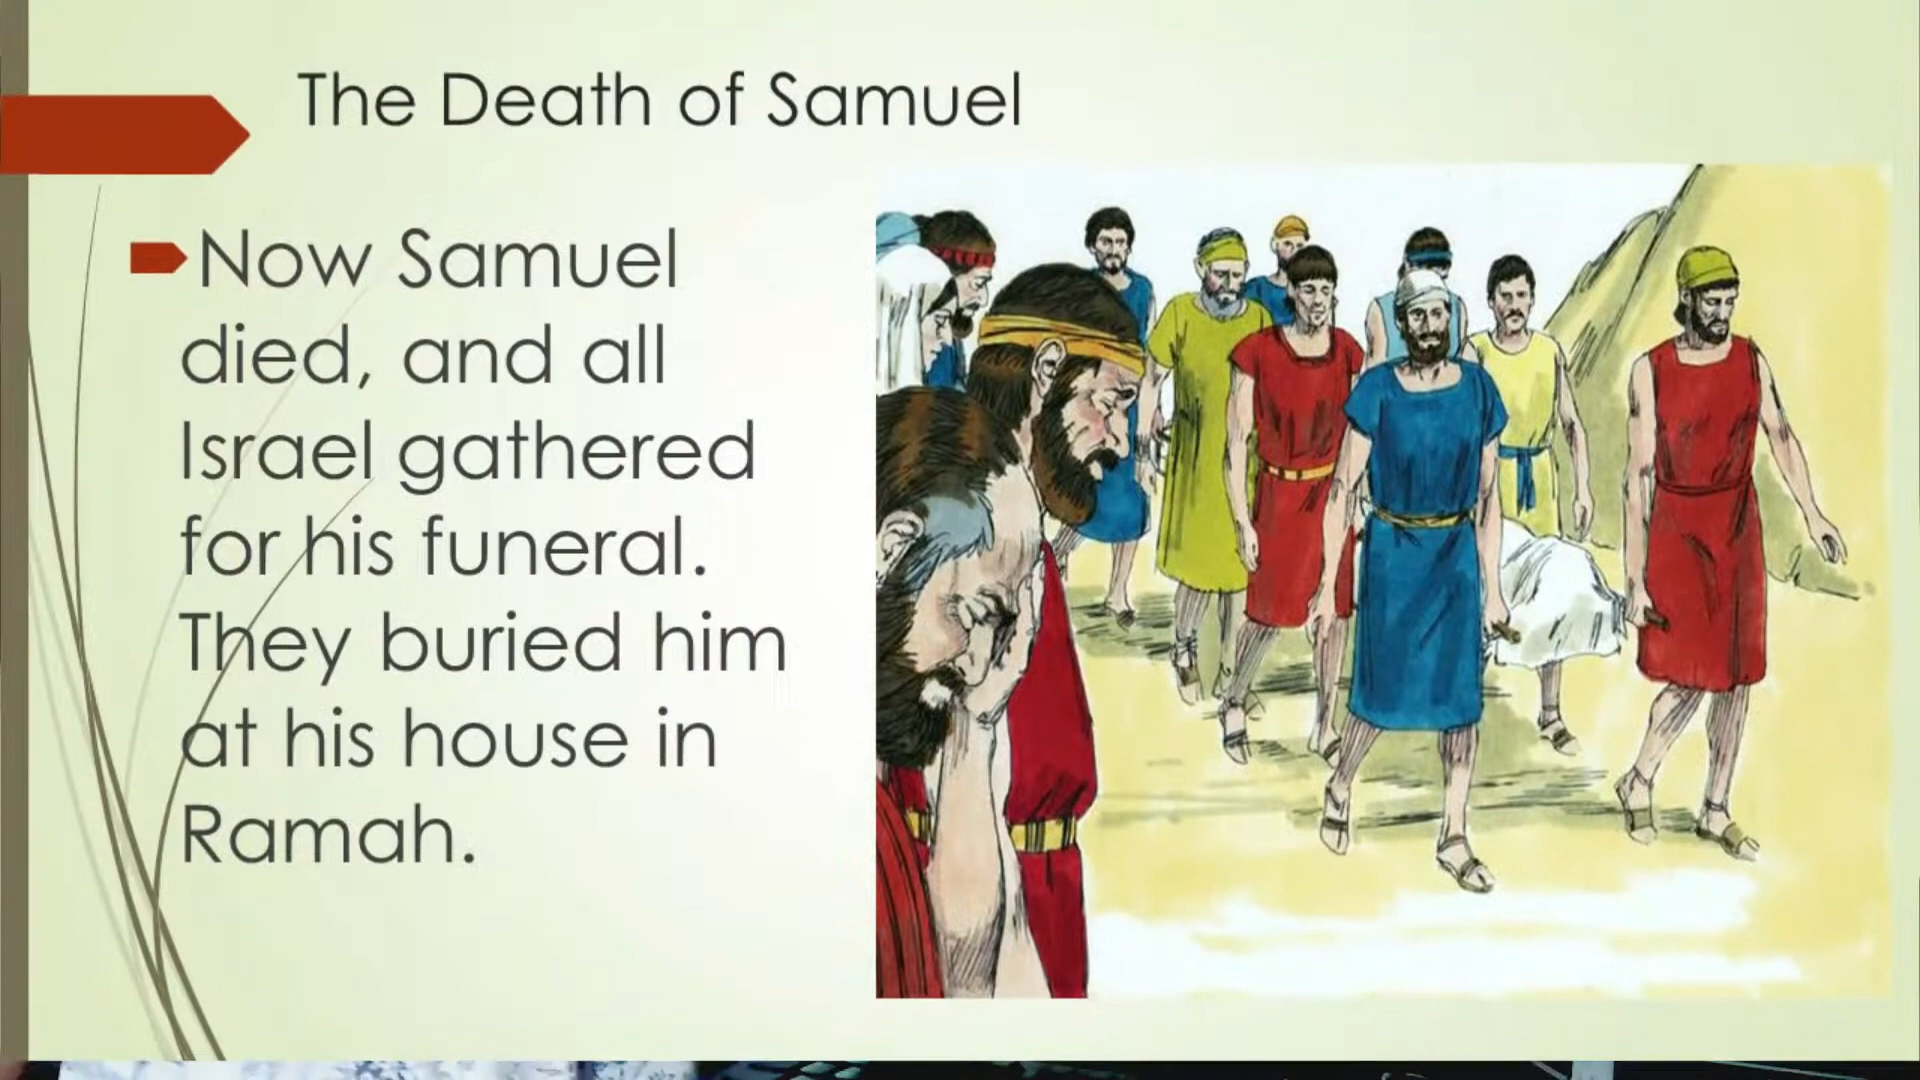 The Death of Samuel
Now Samuel
died, and all
Israel gathered
for his funeral.
They buried him
at his house in
Ramah.